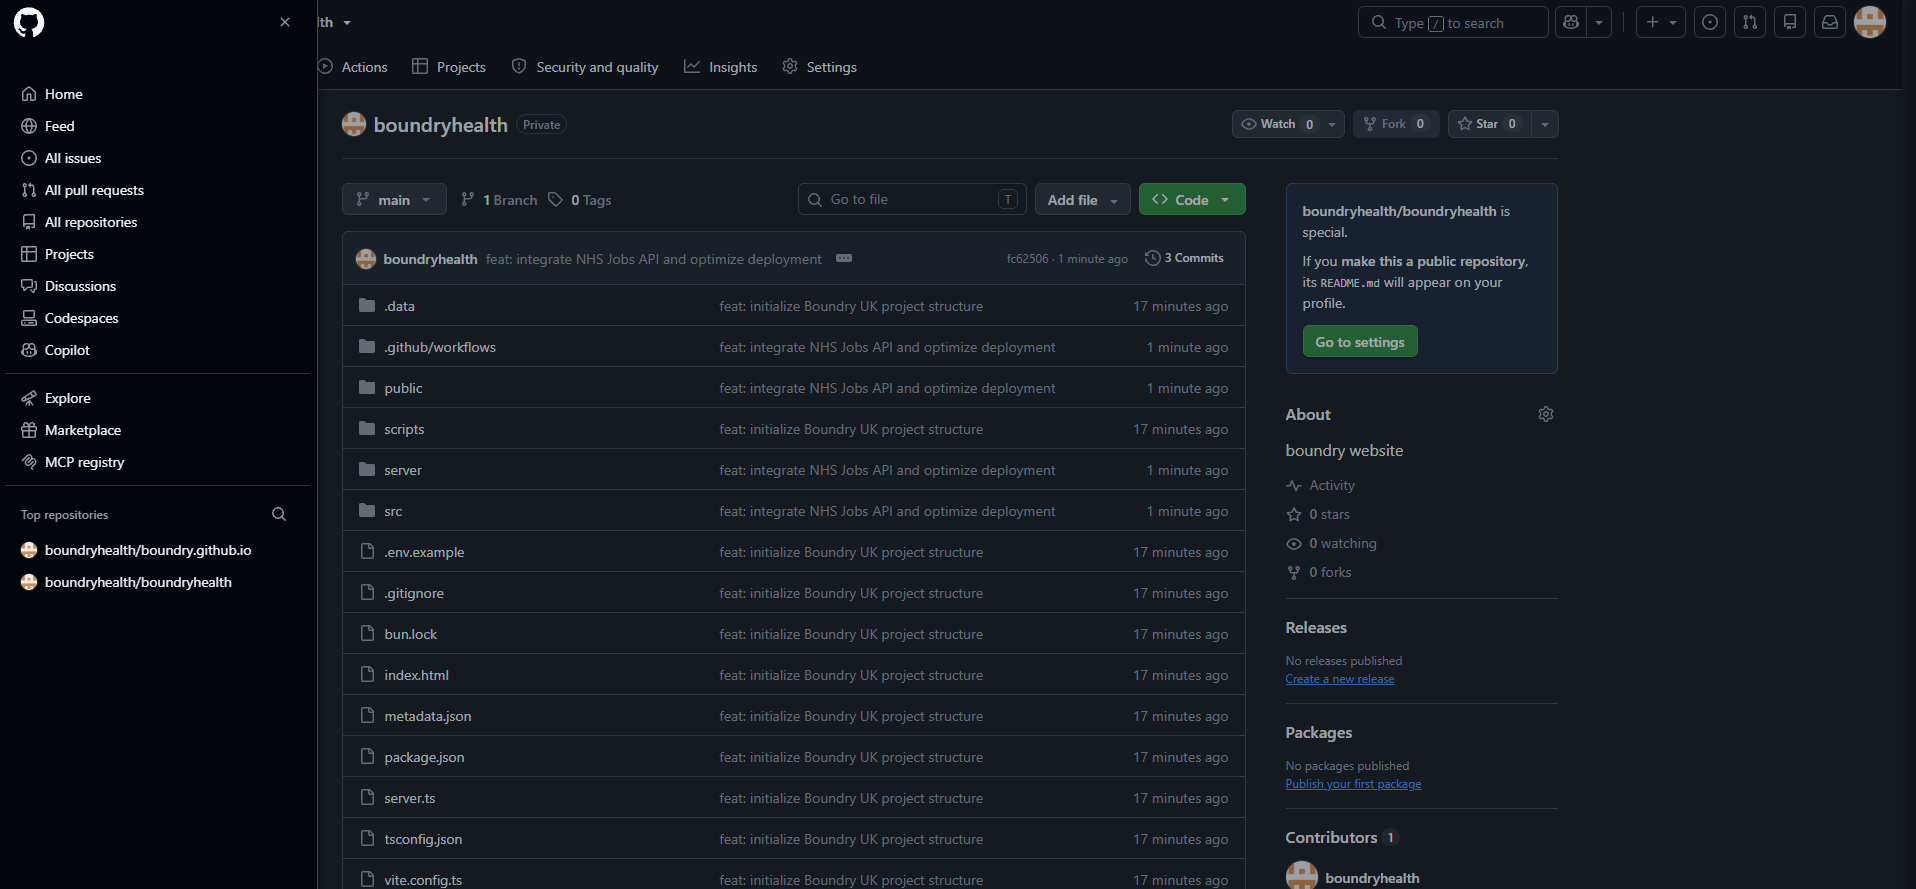 lth
Type / to search
Actions
Projects
Security and quality
Insights
Settings
Home
Feed
All issues
All pull requests
All repositories
Projects
Discussions
Codespaces
Copilot
Explore
Marketplace
MCP registry
Top repositories
boundryhealth/boundry.github.io
boundryhealth/boundryhealth
boundryhealth Private
Watch 0
Fork 0
Star 0
main
1 Branch
0 Tags
Go to file T
Add file
Code
boundryhealth feat: integrate NHS Jobs API and optimize deployment fc62506 · 1 minute ago 3 Commits
.data feat: initialize Boundry UK project structure 17 minutes ago
.github/workflows feat: integrate NHS Jobs API and optimize deployment 1 minute ago
public feat: integrate NHS Jobs API and optimize deployment 1 minute ago
scripts feat: initialize Boundry UK project structure 17 minutes ago
server feat: integrate NHS Jobs API and optimize deployment 1 minute ago
src feat: integrate NHS Jobs API and optimize deployment 1 minute ago
.env.example feat: initialize Boundry UK project structure 17 minutes ago
.gitignore feat: initialize Boundry UK project structure 17 minutes ago
bun.lock feat: initialize Boundry UK project structure 17 minutes ago
index.html feat: initialize Boundry UK project structure 17 minutes ago
metadata.json feat: initialize Boundry UK project structure 17 minutes ago
package.json feat: initialize Boundry UK project structure 17 minutes ago
server.ts feat: initialize Boundry UK project structure 17 minutes ago
tsconfig.json feat: initialize Boundry UK project structure 17 minutes ago
vite.config.ts feat: initialize Boundry UK project structure 17 minutes ago
boundryhealth/boundryhealth is
special.
If you make this a public repository,
its README.md will appear on your
profile.
Go to settings
About
boundry website
Activity
0 stars
0 watching
0 forks
Releases
No releases published
Create a new release
Packages
No packages published
Publish your first package
Contributors 1
boundryhealth